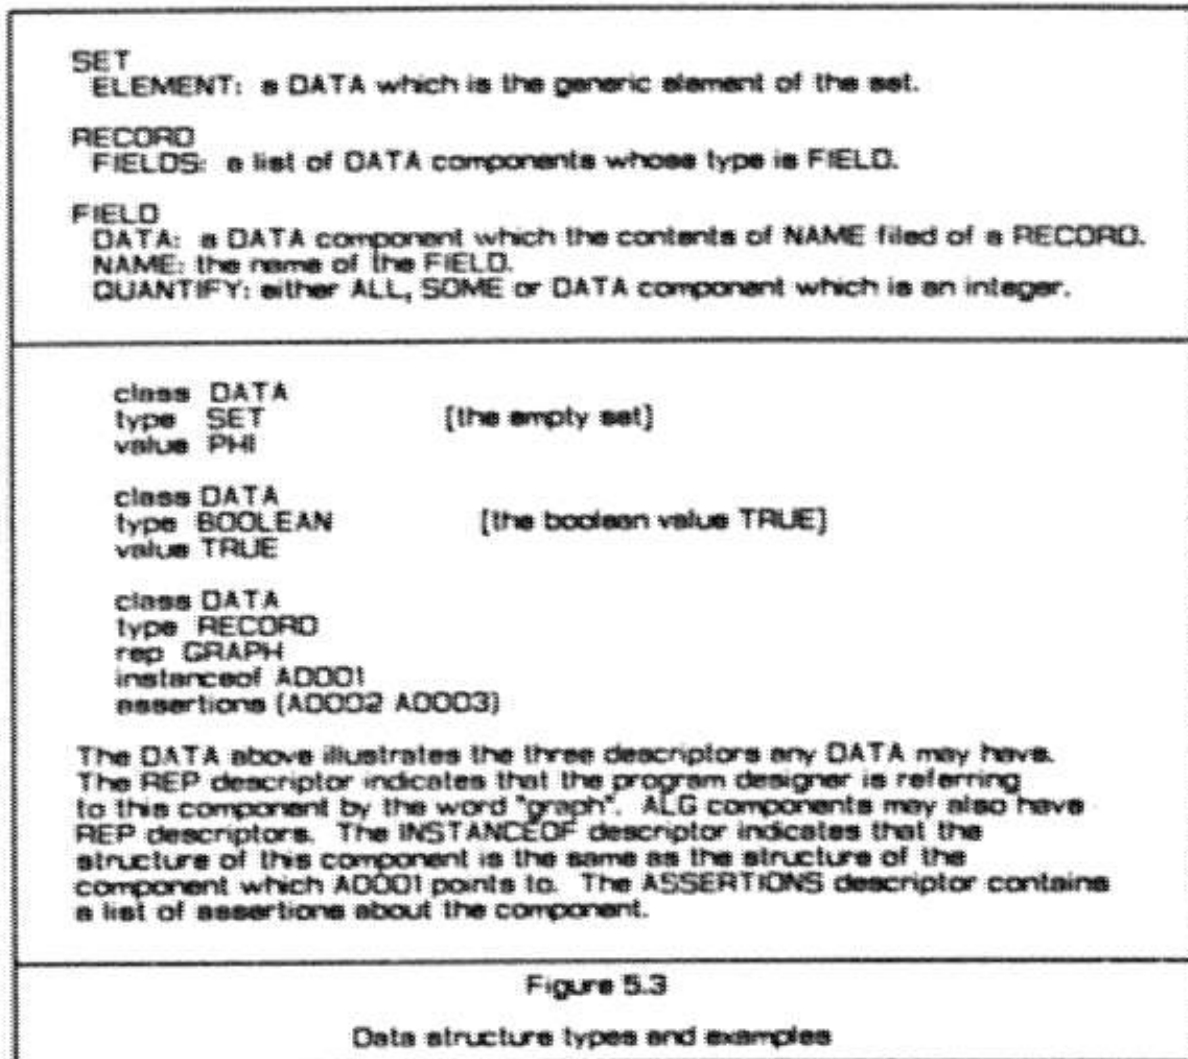 SET
ELEMENT: a DATA which is the generic element of the set.
RECORD
FIELDS: a list of DATA components whose type is FIELD.
FIELD
DATA: a DATA component which the contents of NAME filed of a RECORD.
NAME: the name of the FIELD.
QUANTIFY: either ALL, SOME or DATA component which is an integer.
class DATA
type SET [the empty set]
value PHI
class DATA
type BOOLEAN [the boolean value TRUE]
value TRUE
class DATA
type RECORD
rep GRAPH
instanceof AD001
assertions (AD002 AD003)
The DATA above illustrates the three descriptors any DATA may have.
The REP descriptor indicates that the program designer is referring
to this component by the word "graph". ALG components may also have
REP descriptors. The INSTANCEOF descriptor indicates that the
structure of this component is the same as the structure of the
component which AD001 points to. The ASSERTIONS descriptor contains
a list of assertions about the component.
Figure 5.3
Data structure types and examples